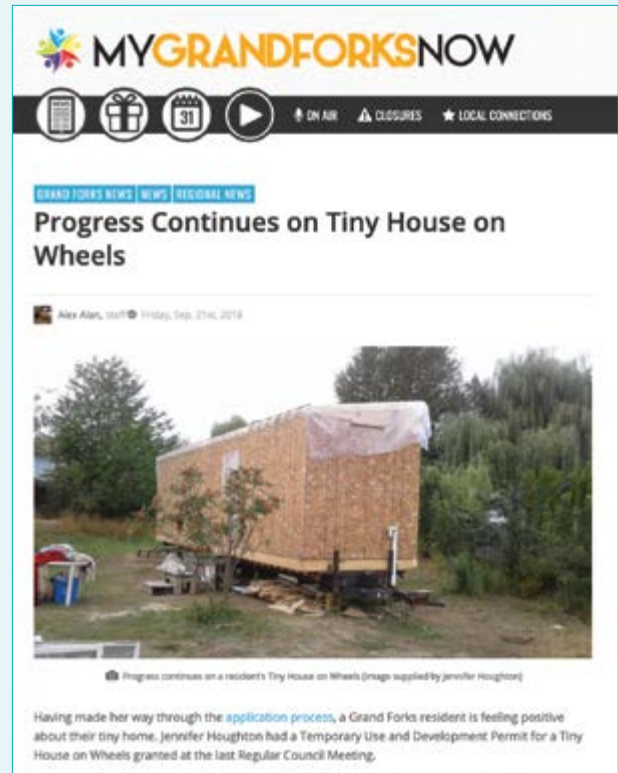 MYGRANDFORKSNOW
NEWS
31
ON AIR
CLOSURES
LOCAL CONNECTIONS
GRAND FORKS NEWS NEWS REGIONAL NEWS
Progress Continues on Tiny House on
Wheels
Alex Alan, staff Friday, Sep. 21st, 2018
Progress continues on a resident's Tiny House on Wheels (Image supplied by Jennifer Houghton)
Having made her way through the application process, a Grand Forks resident is feeling positive
about their tiny home. Jennifer Houghton had a Temporary Use and Development Permit for a Tiny
House on Wheels granted at the last Regular Council Meeting.